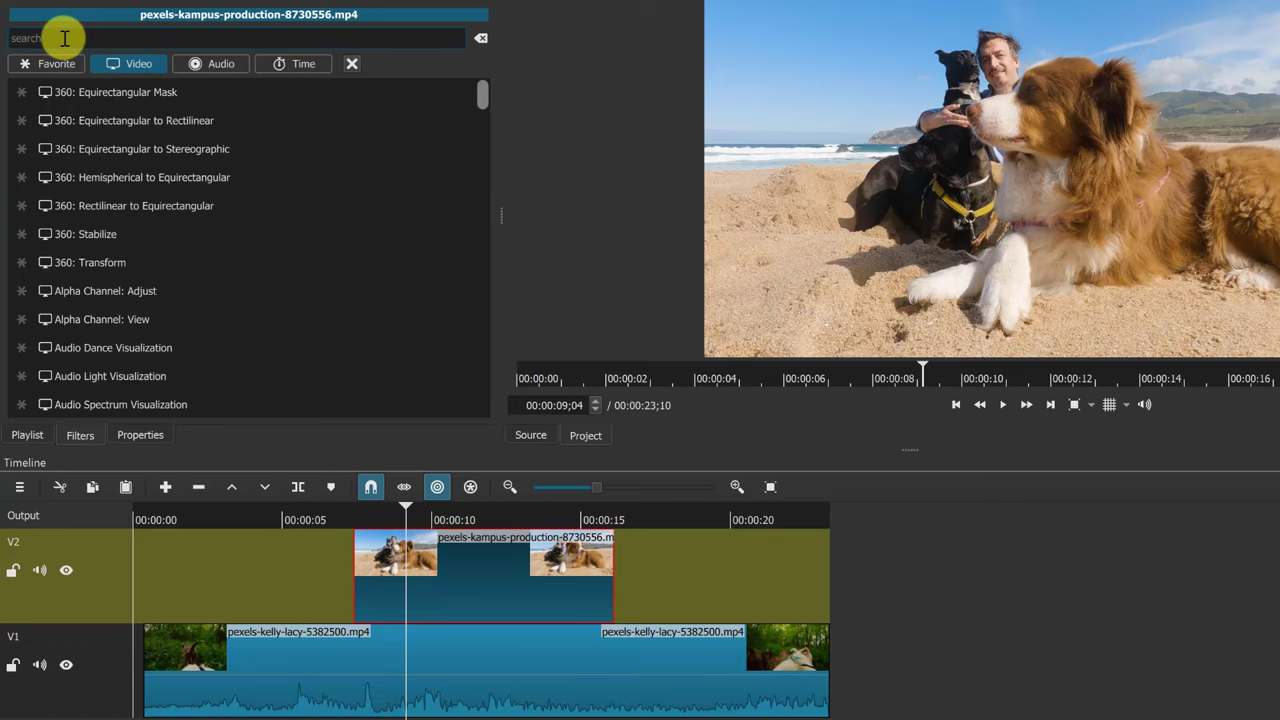 pexels-kampus-production-8730556.mp4
search
Favorite Video Audio Time
360: Equirectangular Mask
360: Equirectangular to Rectilinear
360: Equirectangular to Stereographic
360: Hemispherical to Equirectangular
360: Rectilinear to Equirectangular
360: Stabilize
360: Transform
Alpha Channel: Adjust
Alpha Channel: View
Audio Dance Visualization
Audio Light Visualization
Audio Spectrum Visualization
Playlist Filters Properties
00:00:00 00:00:02 00:00:04 00:00:06 00:00:08 00:00:10 00:00:12 00:00:14 00:00:16
00:00:09;04 / 00:00:23;10
Source Project
Timeline
Output 00:00:00 00:00:05 00:00:10 00:00:15 00:00:20
V2 pexels-kampus-production-8730556.m
V1 pexels-kelly-lacy-5382500.mp4 pexels-kelly-lacy-5382500.mp4